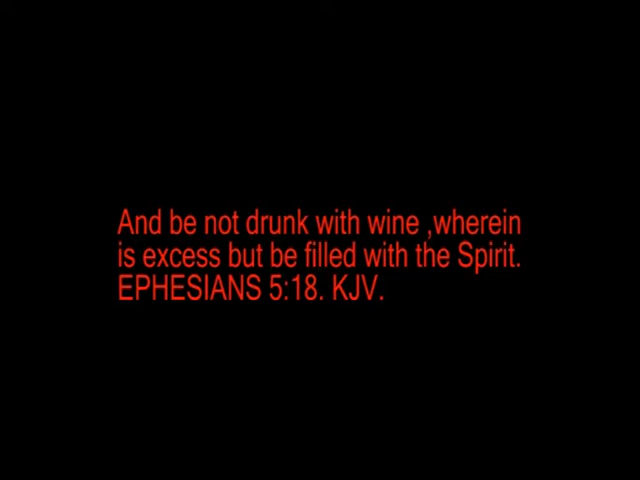 And be not drunk with wine ,wherein
is excess but be filled with the Spirit.
EPHESIANS 5:18. KJV.